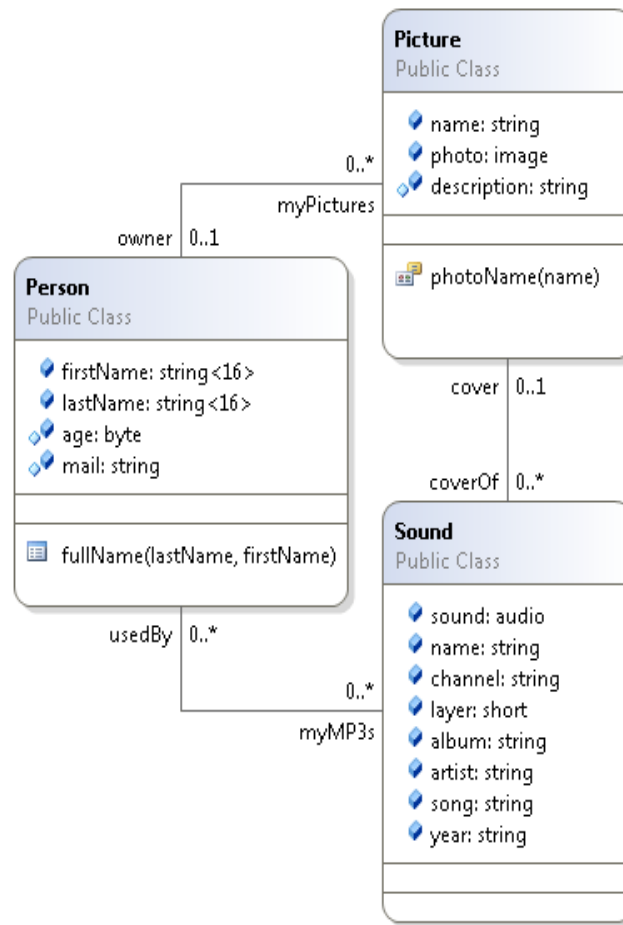 Picture
Public Class
name: string
photo: image
description: string
photoName(name)
0..*
myPictures
owner 0..1
Person
Public Class
firstName: string<16>
lastName: string<16>
age: byte
mail: string
fullName(lastName, firstName)
cover 0..1
coverOf 0..*
Sound
Public Class
sound: audio
name: string
channel: string
layer: short
album: string
artist: string
song: string
year: string
usedBy 0..*
0..*
myMP3s